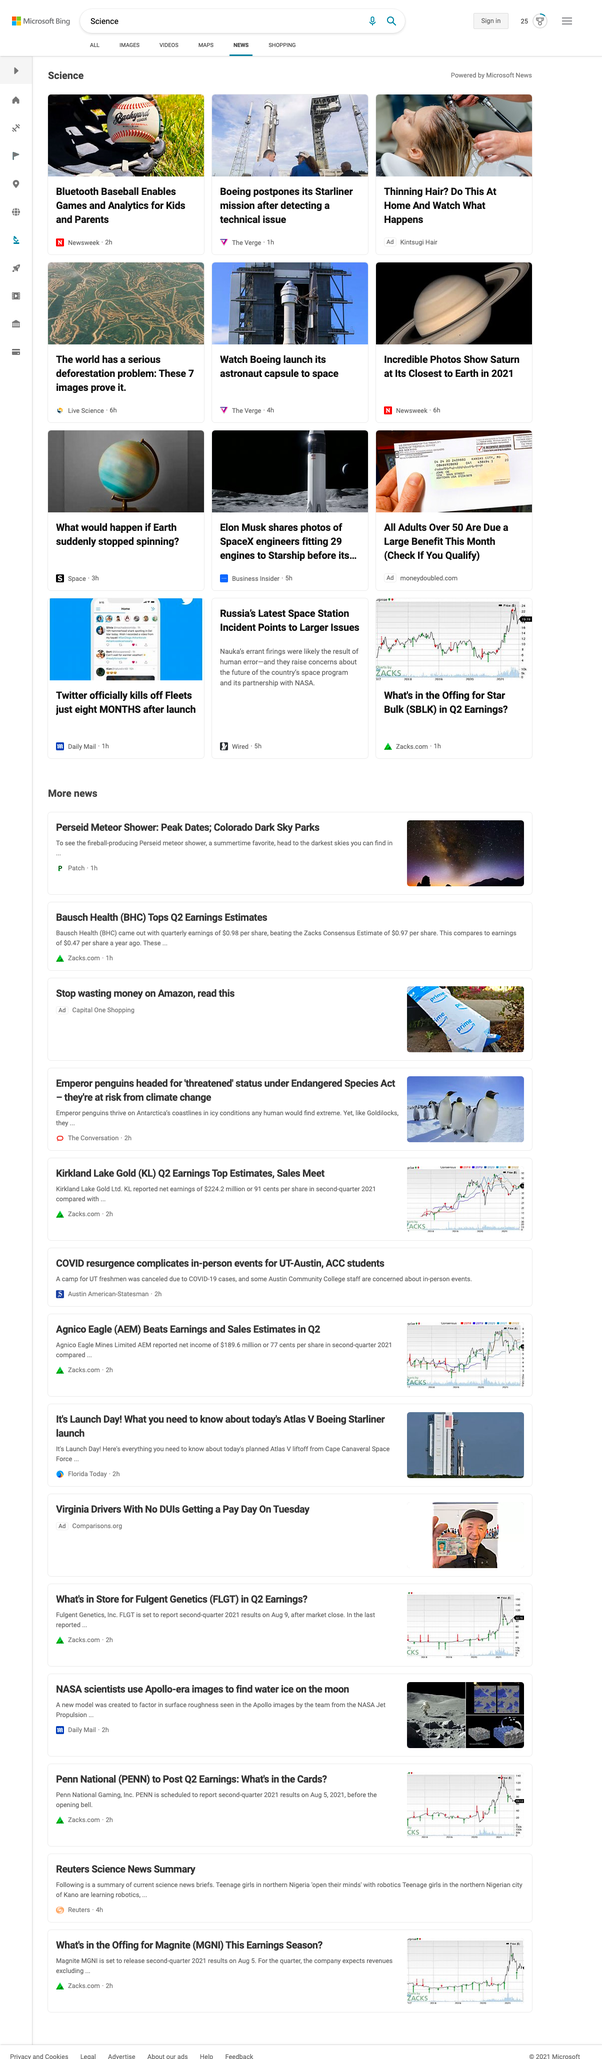 Microsoft Bing
Science
Sign in
25
ALL
IMAGES
VIDEOS
MAPS
NEWS
SHOPPING
Science
Powered by Microsoft News
Bluetooth Baseball Enables
Games and Analytics for Kids
and Parents
Newsweek · 2h
Boeing postpones its Starliner
mission after detecting a
technical issue
The Verge · 1h
Thinning Hair? Do This At
Home And Watch What
Happens
Ad Kintsugi Hair
The world has a serious
deforestation problem: These 7
images prove it.
Live Science · 6h
Watch Boeing launch its
astronaut capsule to space
The Verge · 4h
Incredible Photos Show Saturn
at Its Closest to Earth in 2021
Newsweek · 6h
What would happen if Earth
suddenly stopped spinning?
Space · 3h
Elon Musk shares photos of
SpaceX engineers fitting 29
engines to Starship before its...
Business Insider · 5h
All Adults Over 50 Are Due a
Large Benefit This Month
(Check If You Qualify)
Ad moneydoubled.com
Twitter officially kills off Fleets
just eight MONTHS after launch
Daily Mail · 1h
Russia's Latest Space Station
Incident Points to Larger Issues
Nauka's errant firings were likely the result of
human error—and they raise concerns about
the future of the country's space program
and its partnership with NASA.
Wired · 5h
ZACKS
What's in the Offing for Star
Bulk (SBLK) in Q2 Earnings?
Zacks.com · 1h
More news
Perseid Meteor Shower: Peak Dates; Colorado Dark Sky Parks
To see the fireball-producing Perseid meteor shower, a summertime favorite, head to the darkest skies you can find in
...
Patch · 1h
Bausch Health (BHC) Tops Q2 Earnings Estimates
Bausch Health (BHC) came out with quarterly earnings of $0.98 per share, beating the Zacks Consensus Estimate of $0.97 per share. This compares to earnings
of $0.47 per share a year ago. These ...
Zacks.com · 1h
Stop wasting money on Amazon, read this
Ad Capital One Shopping
prime
Emperor penguins headed for 'threatened' status under Endangered Species Act
– they're at risk from climate change
Emperor penguins thrive on Antarctica's coastlines in icy conditions any human would find extreme. Yet, like Goldilocks,
they ...
The Conversation · 2h
Kirkland Lake Gold (KL) Q2 Earnings Top Estimates, Sales Meet
Kirkland Lake Gold Ltd. KL reported net earnings of $224.2 million or 91 cents per share in second-quarter 2021
compared with ...
Zacks.com · 2h
ZACKS
COVID resurgence complicates in-person events for UT-Austin, ACC students
A camp for UT freshmen was canceled due to COVID-19 cases, and some Austin Community College staff are concerned about in-person events.
Austin American-Statesman · 2h
Agnico Eagle (AEM) Beats Earnings and Sales Estimates in Q2
Agnico Eagle Mines Limited AEM reported net income of $189.6 million or 77 cents per share in second-quarter 2021
compared ...
Zacks.com · 2h
ZACKS
It's Launch Day! What you need to know about today's Atlas V Boeing Starliner
launch
It's Launch Day! Here's everything you need to know about today's planned Atlas V liftoff from Cape Canaveral Space
Force ...
Florida Today · 2h
Virginia Drivers With No DUIs Getting a Pay Day On Tuesday
Ad Comparisons.org
What's in Store for Fulgent Genetics (FLGT) in Q2 Earnings?
Fulgent Genetics, Inc. FLGT is set to report second-quarter 2021 results on Aug 9, after market close. In the last
reported ...
Zacks.com · 2h
NASA scientists use Apollo-era images to find water ice on the moon
A new model was created to factor in surface roughness seen in the Apollo images by the team from the NASA Jet
Propulsion ...
Daily Mail · 2h
Penn National (PENN) to Post Q2 Earnings: What's in the Cards?
Penn National Gaming, Inc. PENN is scheduled to report second-quarter 2021 results on Aug 5, 2021, before the
opening bell.
Zacks.com · 2h
Reuters Science News Summary
Following is a summary of current science news briefs. Teenage girls in northern Nigeria 'open their minds' with robotics Teenage girls in the northern Nigerian city
of Kano are learning robotics, ...
Reuters · 4h
What's in the Offing for Magnite (MGNI) This Earnings Season?
Magnite MGNI is set to release second-quarter 2021 results on Aug 5. For the quarter, the company expects revenues
excluding ...
Zacks.com · 2h
ZACKS
Privacy and Cookies
Legal
Advertise
About our ads
Help
Feedback
© 2021 Microsoft